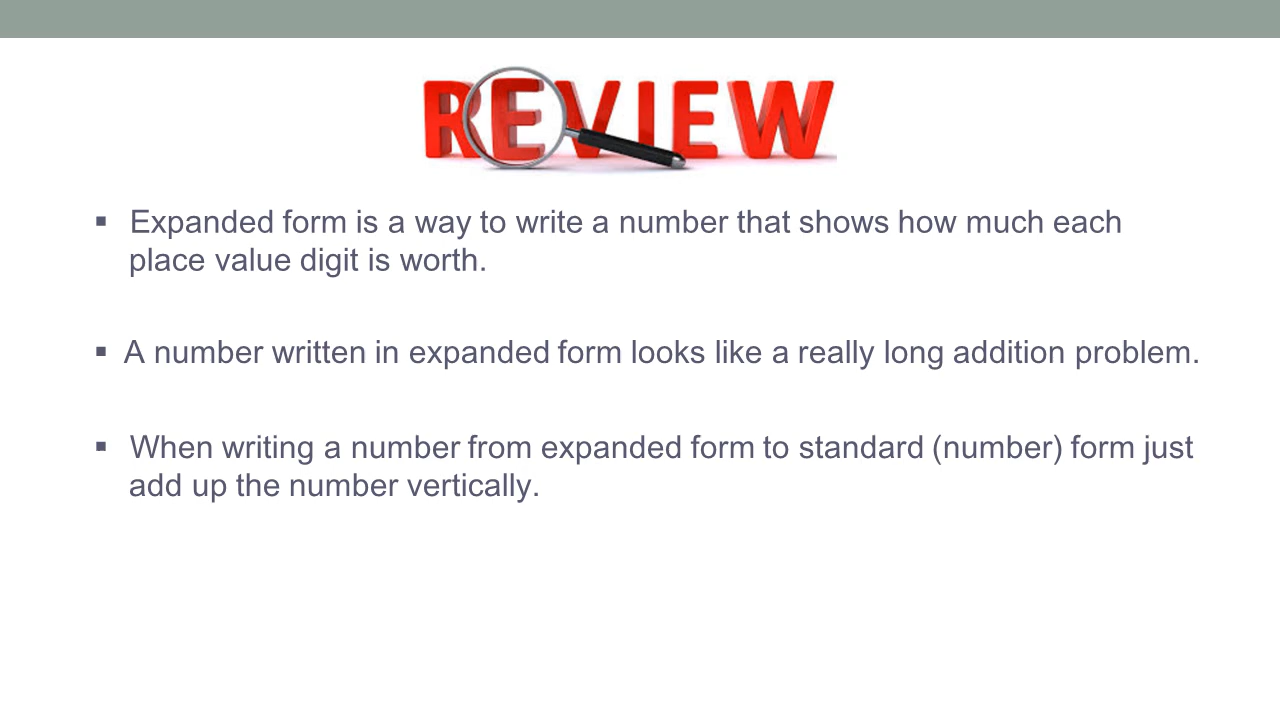 REVIEW
▪ Expanded form is a way to write a number that shows how much each
place value digit is worth.
▪ A number written in expanded form looks like a really long addition problem.
▪ When writing a number from expanded form to standard (number) form just
add up the number vertically.